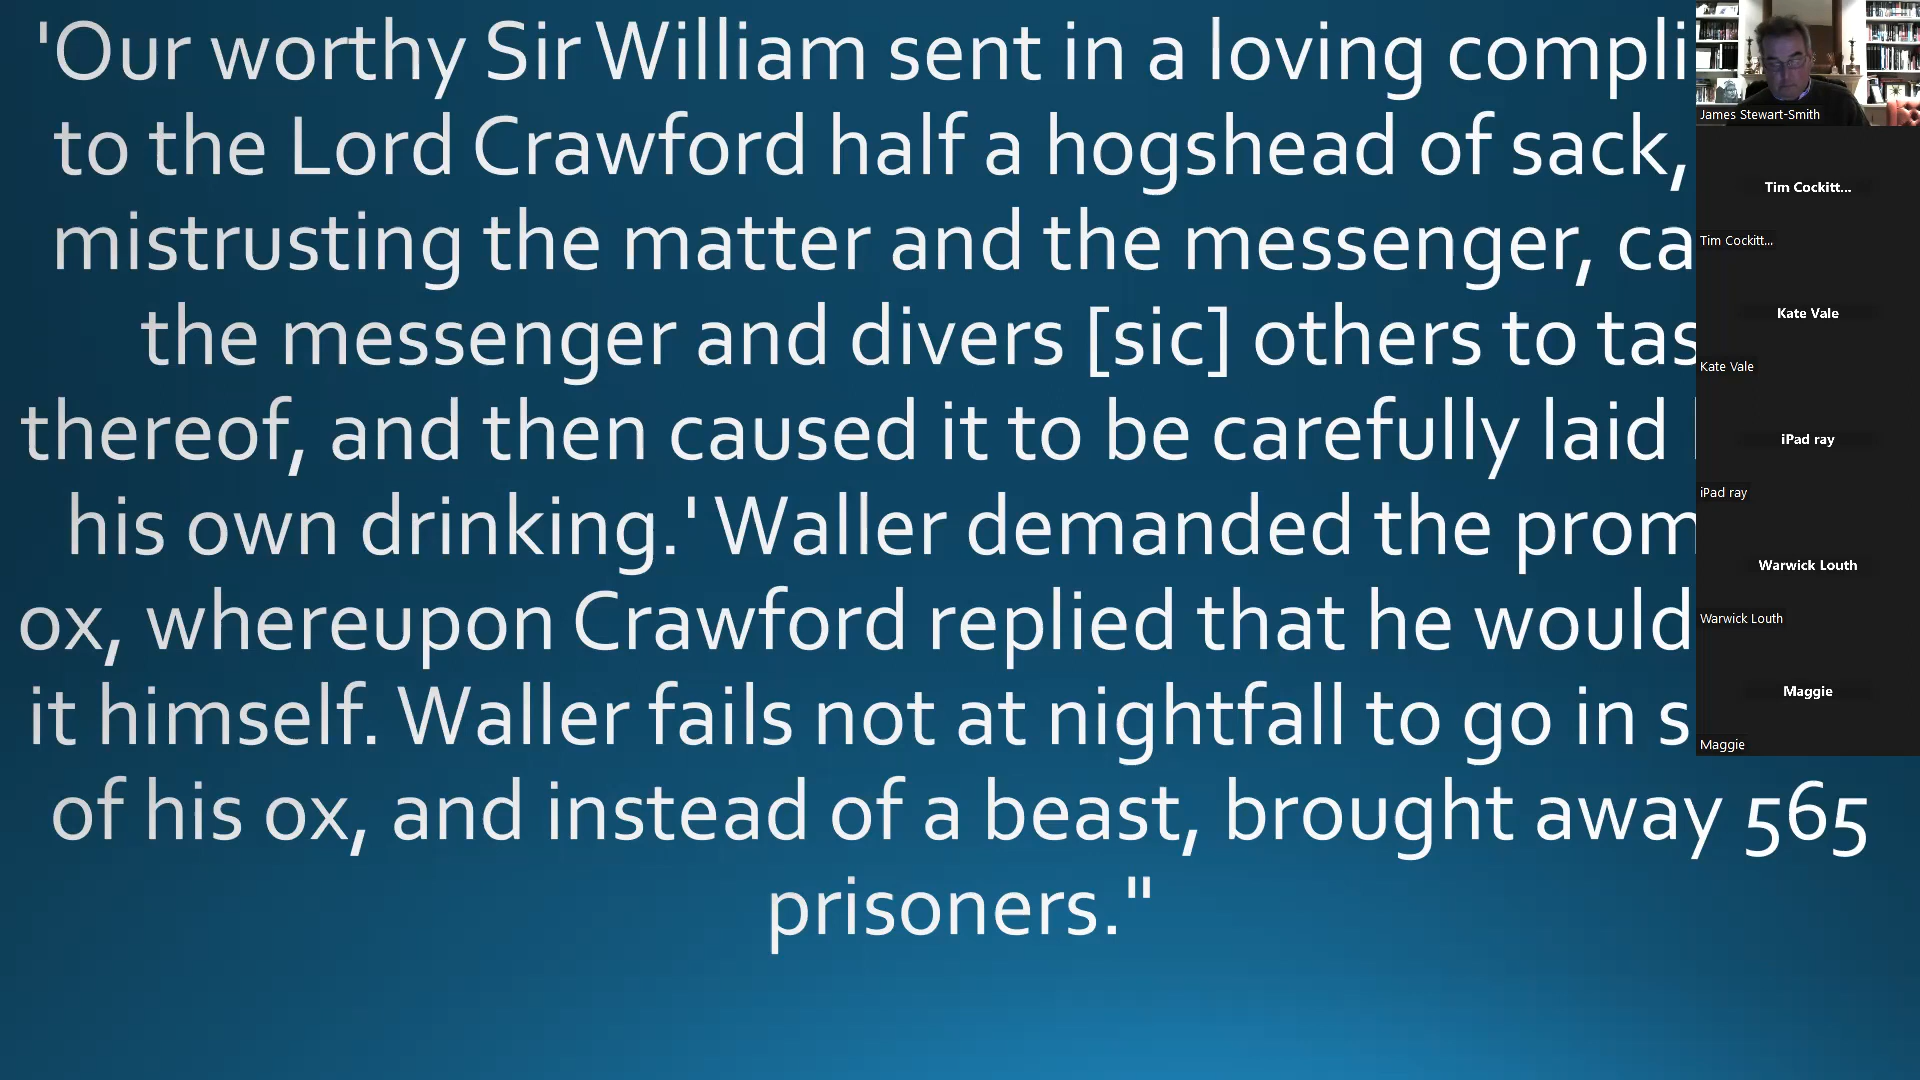 'Our worthy Sir William sent in a loving compli
to the Lord Crawford half a hogshead of sack,
mistrusting the matter and the messenger, ca
the messenger and divers [sic] others to tas
thereof, and then caused it to be carefully laid
his own drinking.' Waller demanded the prom
ox, whereupon Crawford replied that he would
it himself. Waller fails not at nightfall to go in s
of his ox, and instead of a beast, brought away 565
prisoners."
James Stewart-Smith
Tim Cockitt...
Tim Cockitt...
Kate Vale
Kate Vale
iPad ray
iPad ray
Warwick Louth
Warwick Louth
Maggie
Maggie